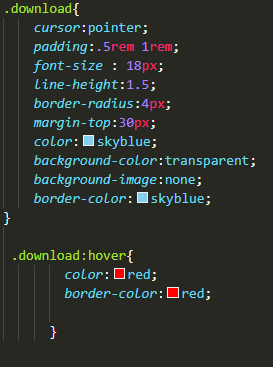 .download{
cursor:pointer;
padding:.5rem 1rem;
font-size : 18px;
line-height:1.5;
border-radius:4px;
margin-top:30px;
color:skyblue;
background-color:transparent;
background-image:none;
border-color:skyblue;
}
.download:hover{
color:red;
border-color:red;
}